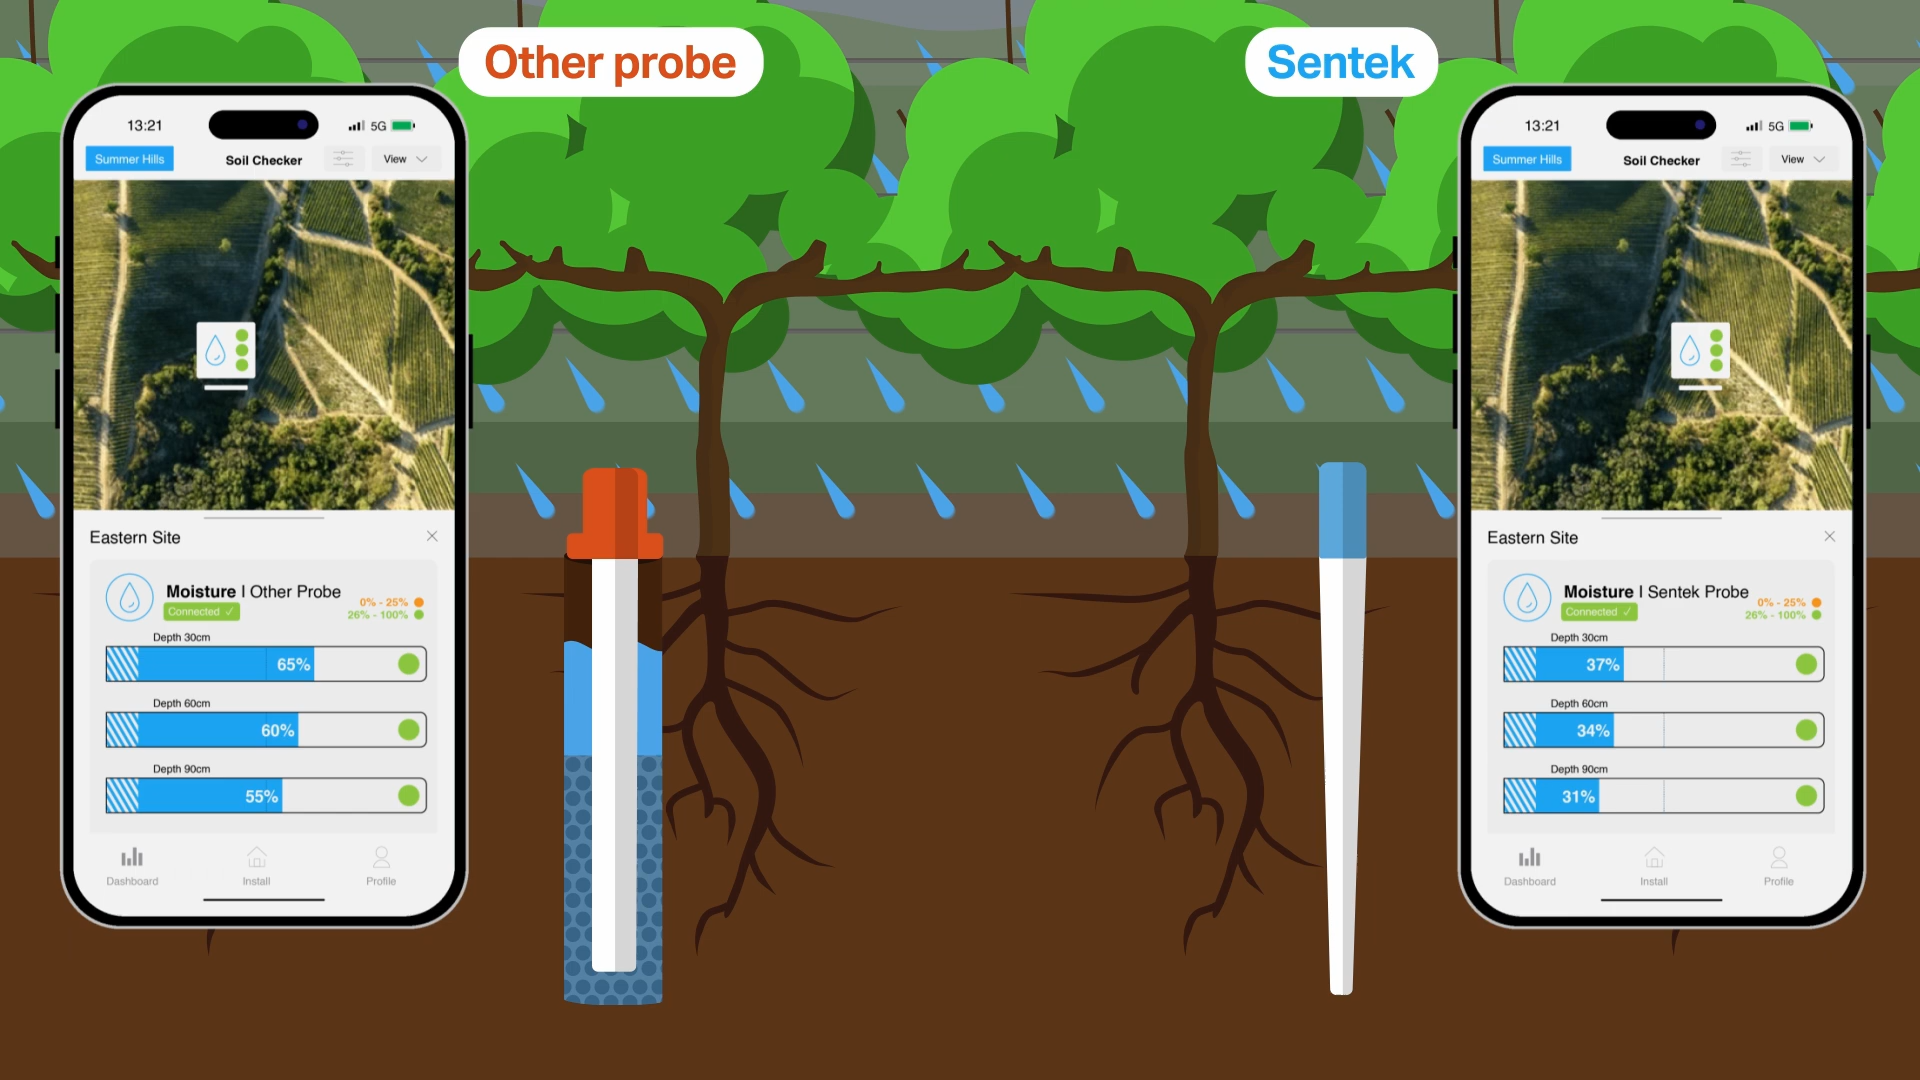 Other probe
Sentek
13:21
5G
Summer Hills
Soil Checker
View
Eastern Site
Moisture | Other Probe
Connected ✓
0% - 25%
26% - 100%
Depth 30cm
65%
Depth 60cm
60%
Depth 90cm
55%
Dashboard
Install
Profile
13:21
5G
Summer Hills
Soil Checker
View
Eastern Site
Moisture | Sentek Probe
Connected ✓
0% - 25%
26% - 100%
Depth 30cm
37%
Depth 60cm
34%
Depth 90cm
31%
Dashboard
Install
Profile